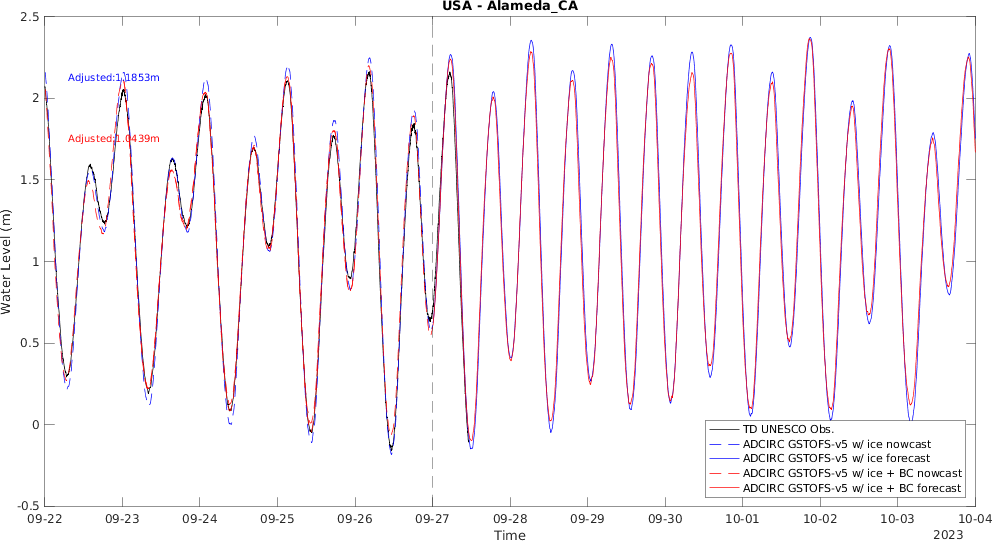 USA - Alameda_CA
2.5
2
1.5
1
0.5
0
-0.5
Water Level (m)
Adjusted:1.1853m
Adjusted:1.0439m
TD UNESCO Obs.
ADCIRC GSTOFS-v5 w/ ice nowcast
ADCIRC GSTOFS-v5 w/ ice forecast
ADCIRC GSTOFS-v5 w/ ice + BC nowcast
ADCIRC GSTOFS-v5 w/ ice + BC forecast
09-22 09-23 09-24 09-25 09-26 09-27 09-28 09-29 09-30 10-01 10-02 10-03 10-04
Time
2023